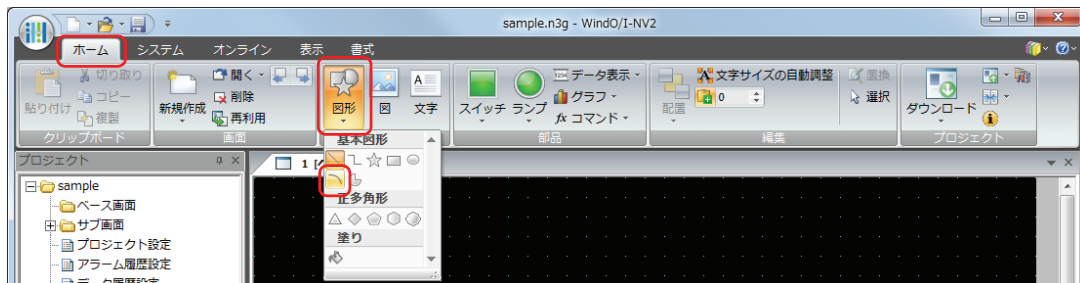 sample.n3g - WindO/I-NV2
ホーム システム オンライン 表示 書式
貼り付け 切り取り コピー 複製
クリップボード
新規作成 開く 削除 再利用
画面
図形 図 文字
スイッチ ランプ データ表示 グラフ fx コマンド
部品
配置 文字サイズの自動調整 0 置換 選択
編集
ダウンロード
プロジェクト
基本図形
正多角形
塗り
プロジェクト
sample
ベース画面
サブ画面
プロジェクト設定
アラーム履歴設定
データ履歴設定
1